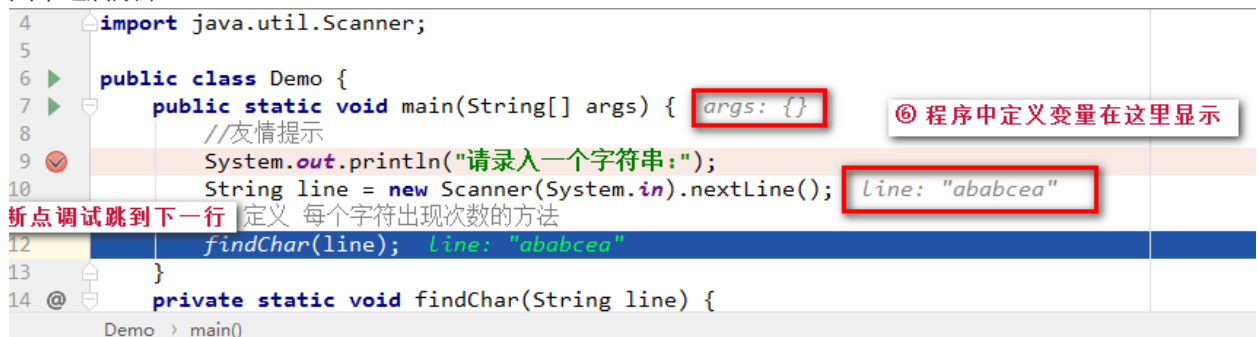 4 import java.util.Scanner;
5
6 public class Demo {
7 public static void main(String[] args) { args: {}
⑥ 程序中定义变量在这里显示
8 //友情提示
9 System.out.println("请录入一个字符串:");
10 String line = new Scanner(System.in).nextLine(); line: "ababcea"
断点调试跳到下一行 定义 每个字符出现次数的方法
12 findChar(line); line: "ababcea"
13 }
14 @ private static void findChar(String line) {
Demo > main()